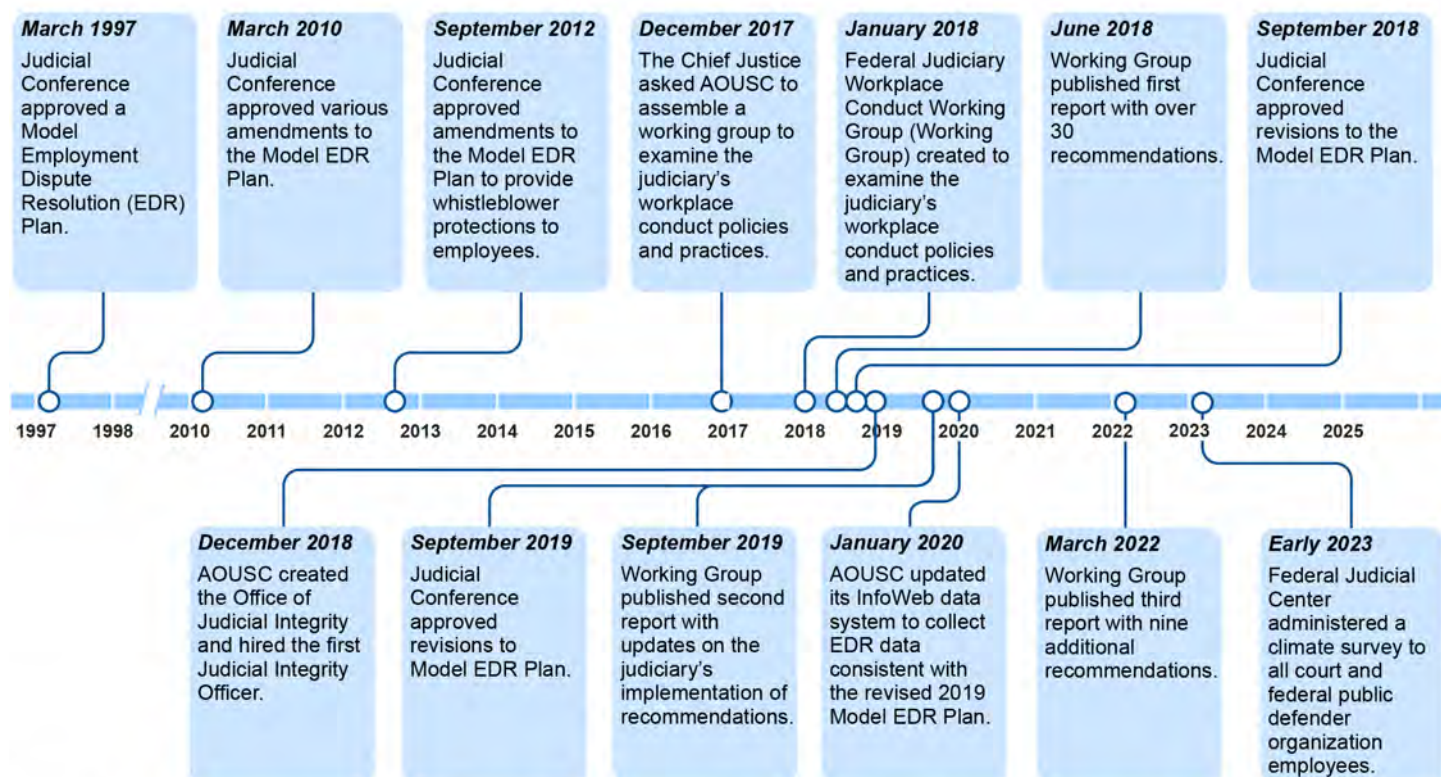 March 1997
Judicial
Conference
approved a
Model
Employment
Dispute
Resolution (EDR)
Plan.
March 2010
Judicial
Conference
approved various
amendments to
the Model EDR
Plan.
September 2012
Judicial
Conference
approved
amendments to
the Model EDR
Plan to provide
whistleblower
protections to
employees.
December 2017
The Chief Justice
asked AOUSC to
assemble a
working group to
examine the
judiciary’s
workplace
conduct policies
and practices.
January 2018
Federal Judiciary
Workplace
Conduct Working
Group (Working
Group) created to
examine the
judiciary’s
workplace
conduct policies
and practices.
June 2018
Working Group
published first
report with over
30
recommendations.
September 2018
Judicial
Conference
approved
revisions to the
Model EDR Plan.
1997 1998 2010 2011 2012 2013 2014 2015 2016 2017 2018 2019 2020 2021 2022 2023 2024 2025
December 2018
AOUSC created
the Office of
Judicial Integrity
and hired the first
Judicial Integrity
Officer.
September 2019
Judicial
Conference
approved
revisions to
Model EDR Plan.
September 2019
Working Group
published second
report with
updates on the
judiciary’s
implementation of
recommendations.
January 2020
AOUSC updated
its InfoWeb data
system to collect
EDR data
consistent with
the revised 2019
Model EDR Plan.
March 2022
Working Group
published third
report with nine
additional
recommendations.
Early 2023
Federal Judicial
Center
administered a
climate survey to
all court and
federal public
defender
organization
employees.